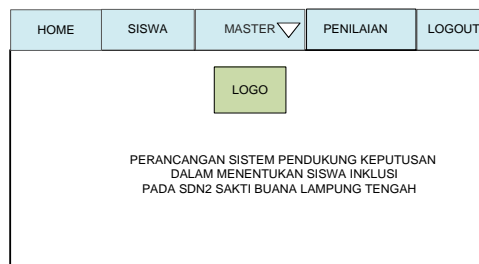 HOME SISWA MASTER PENILAIAN LOGOUT
LOGO
PERANCANGAN SISTEM PENDUKUNG KEPUTUSAN
DALAM MENENTUKAN SISWA INKLUSI
PADA SDN2 SAKTI BUANA LAMPUNG TENGAH